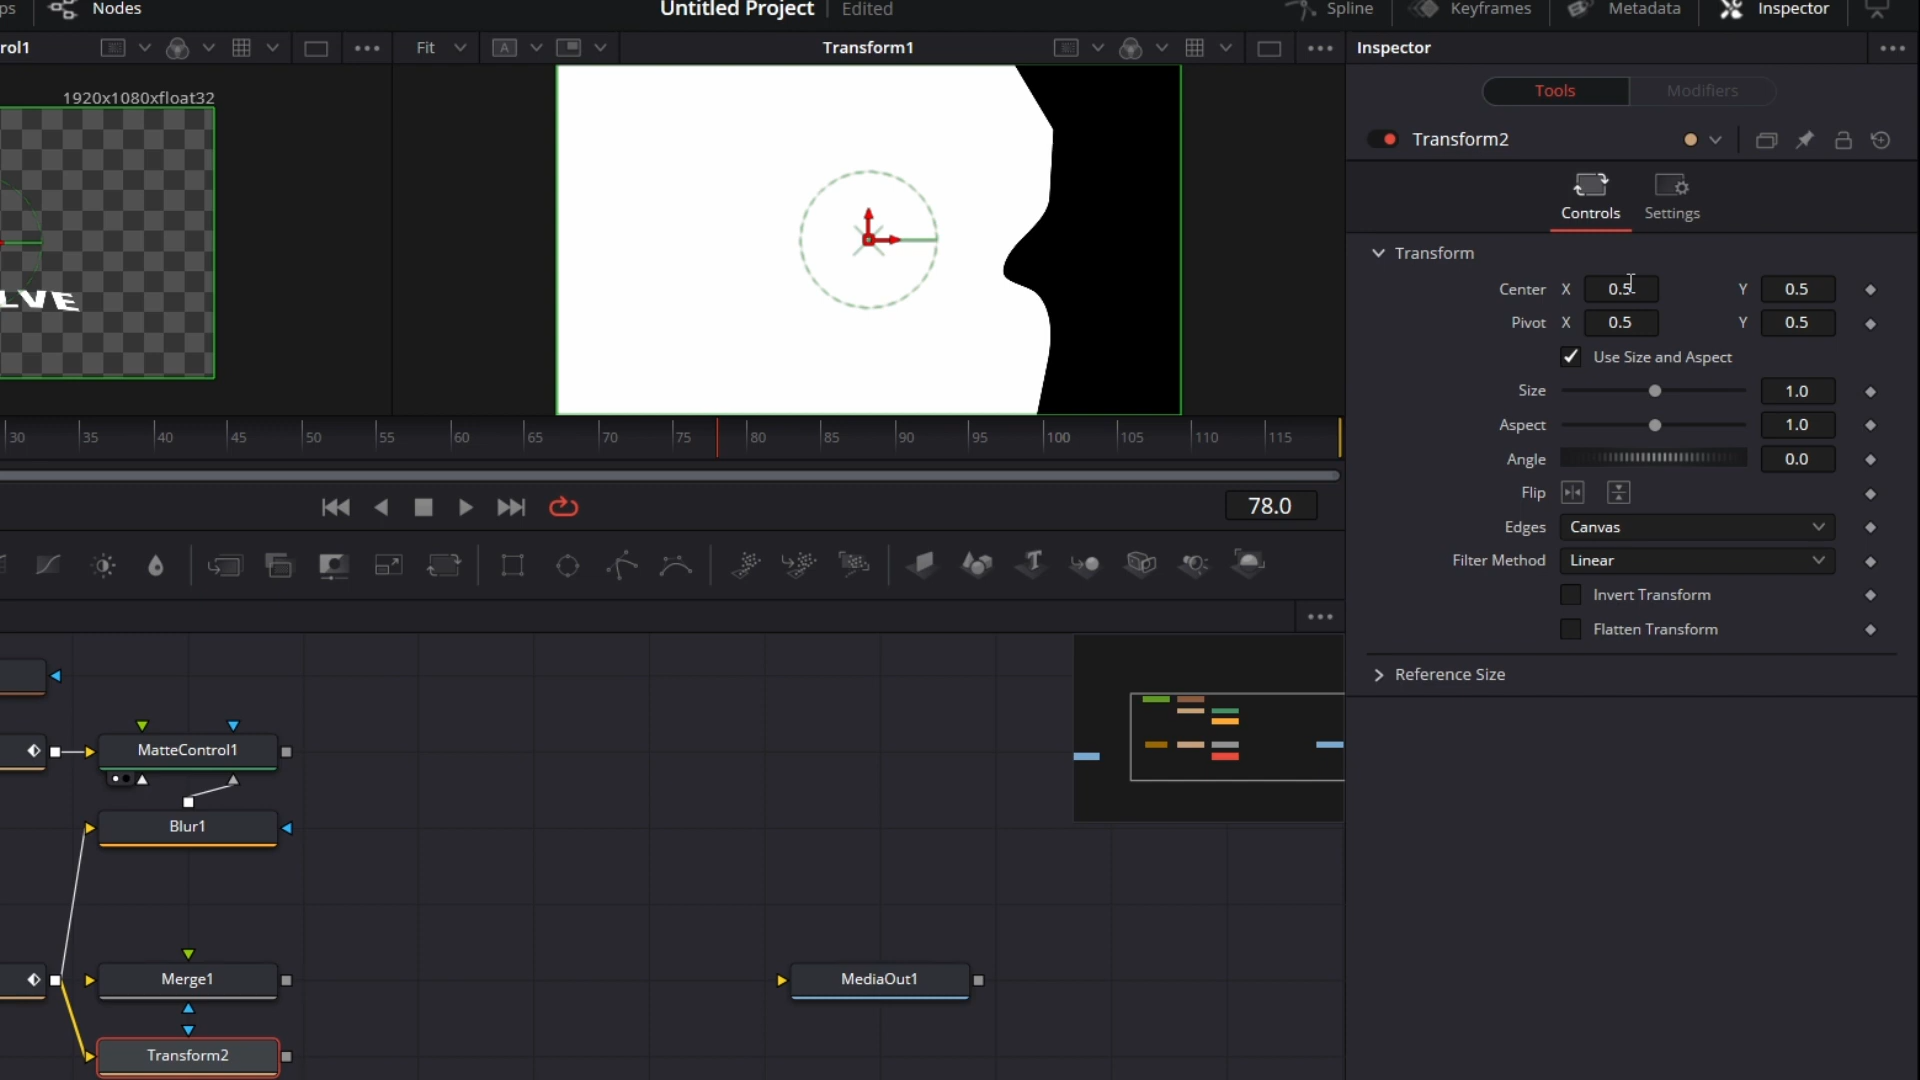 ps
Nodes
Untitled Project
Edited
Spline
Keyframes
Metadata
Inspector
rol1
Fit
A
Transform1
Inspector
1920x1080xfloat32
LVE
Tools
Modifiers
Transform2
Controls
Settings
Transform
Center X 0.5 Y 0.5
Pivot X 0.5 Y 0.5
Use Size and Aspect
Size 1.0
Aspect 1.0
Angle 0.0
Flip
Edges Canvas
Filter Method Linear
Invert Transform
Flatten Transform
Reference Size
30 35 40 45 50 55 60 65 70 75 80 85 90 95 100 105 110 115
78.0
T
MatteControl1
Blur1
Merge1
MediaOut1
Transform2